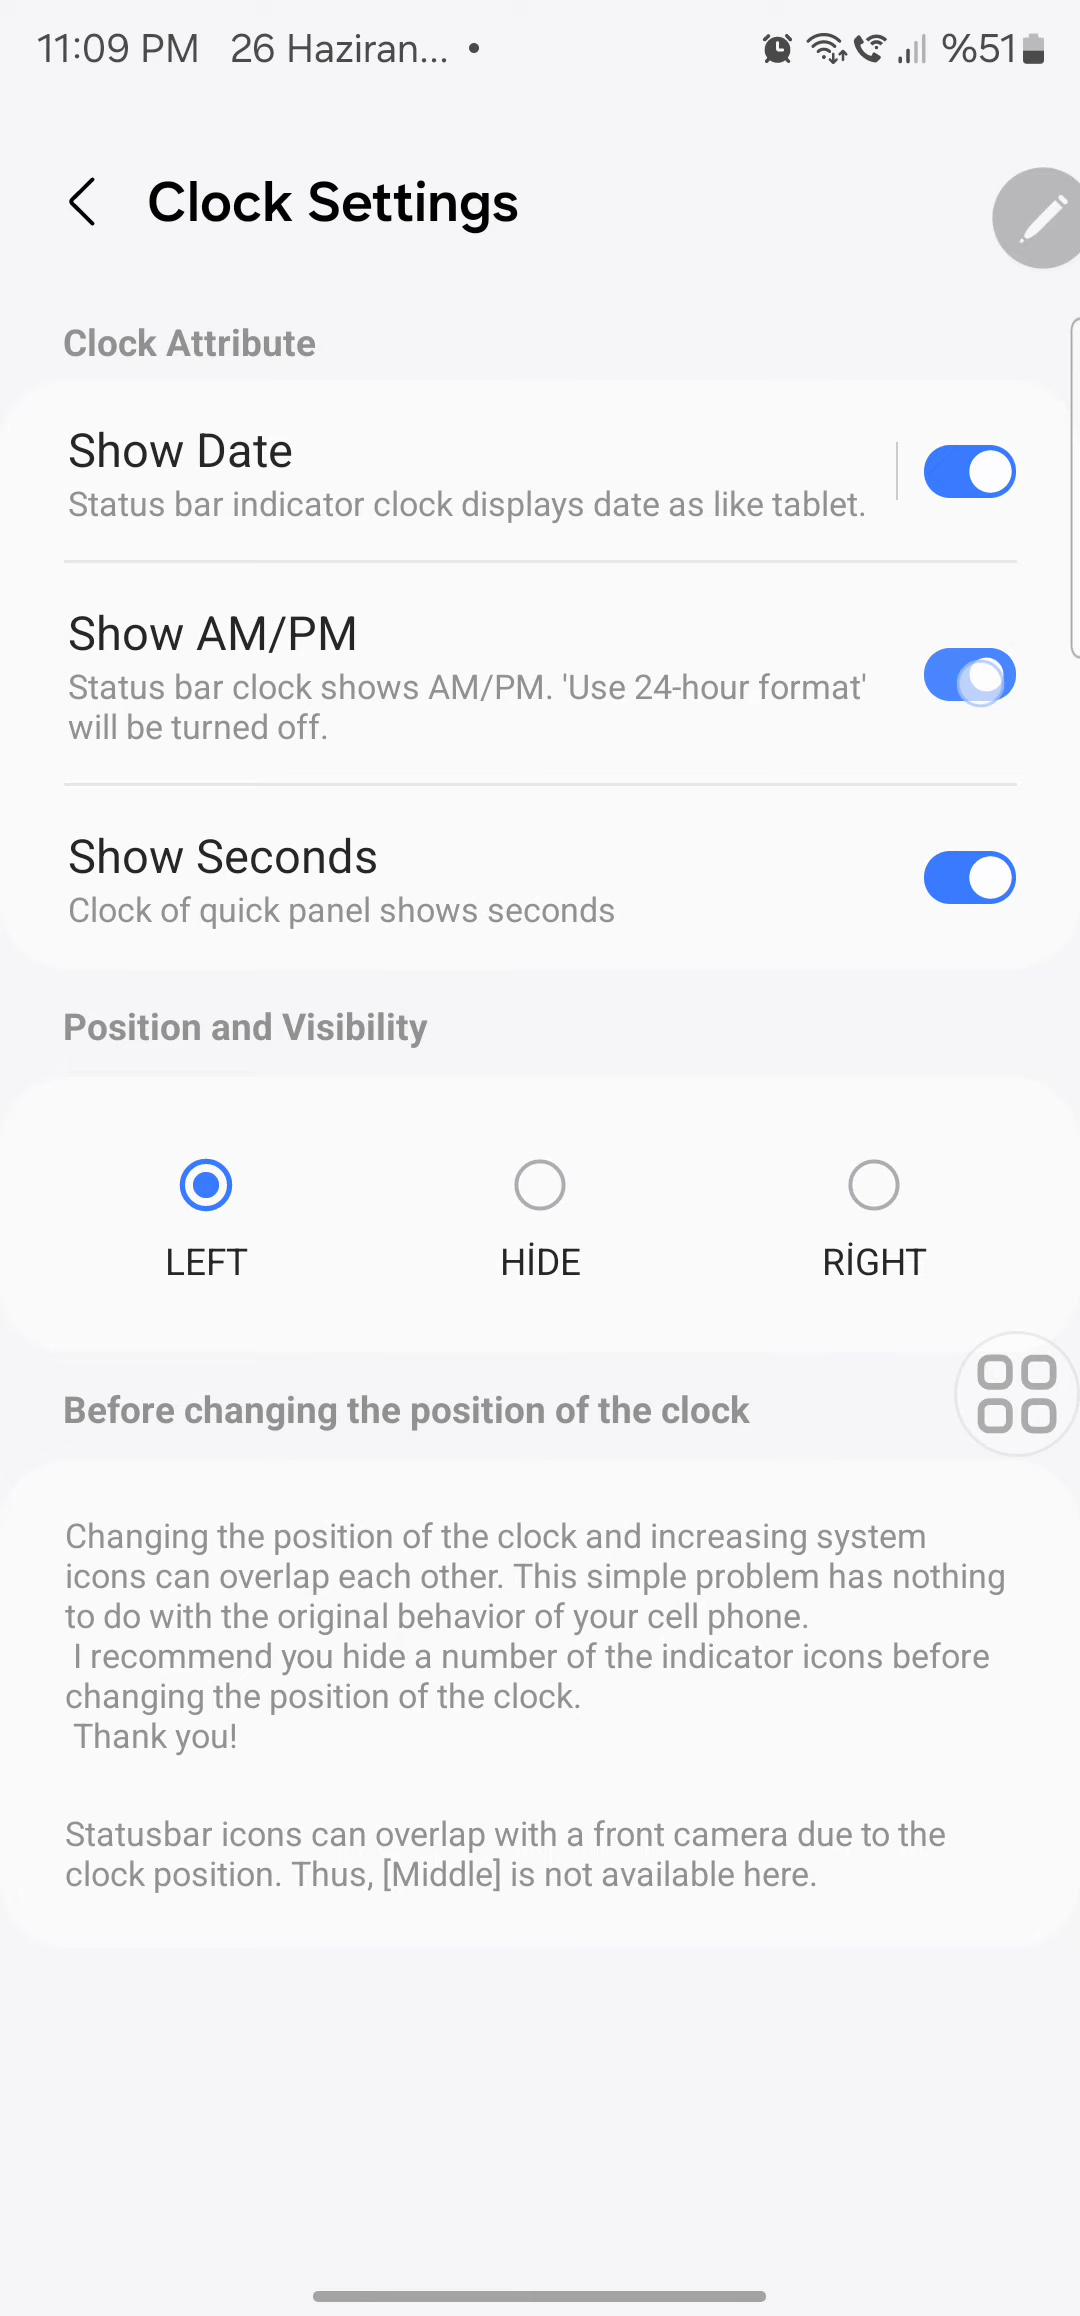 11:09 PM 26 Haziran... • %51
Clock Settings
Clock Attribute
Show Date
Status bar indicator clock displays date as like tablet.
Show AM/PM
Status bar clock shows AM/PM. 'Use 24-hour format'
will be turned off.
Show Seconds
Clock of quick panel shows seconds
Position and Visibility
LEFT HİDE RİGHT
Before changing the position of the clock
Changing the position of the clock and increasing system
icons can overlap each other. This simple problem has nothing
to do with the original behavior of your cell phone.
I recommend you hide a number of the indicator icons before
changing the position of the clock.
Thank you!
Statusbar icons can overlap with a front camera due to the
clock position. Thus, [Middle] is not available here.